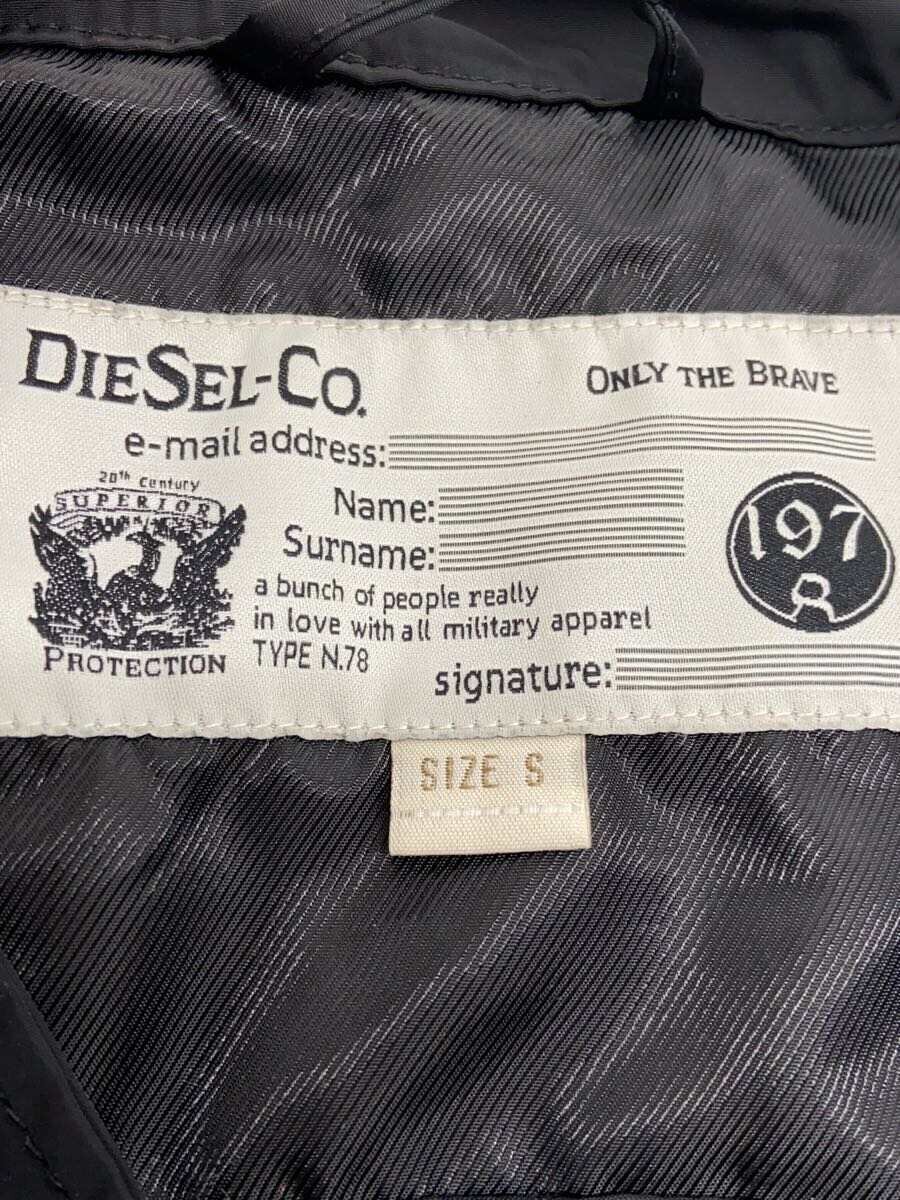 DIESEL-CO.
ONLY THE BRAVE
e-mail address:
20th Century
SUPERIOR
PROTECTION
Name:
Surname:
a bunch of people really
in love with all military apparel
TYPE N.78
signature:
197
8
SIZE S